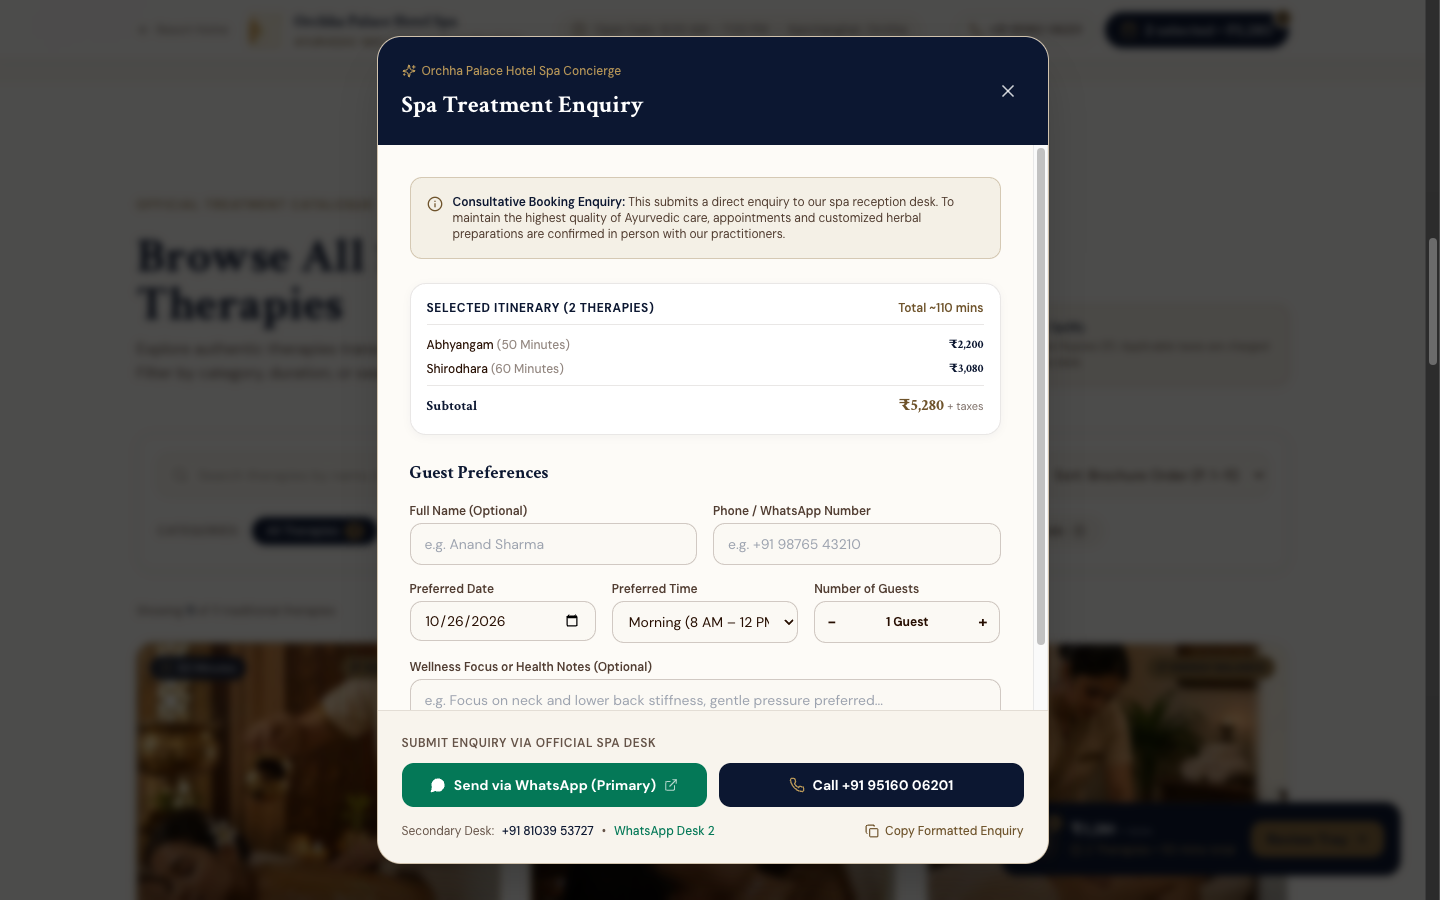 Orchha Palace Hotel Spa Concierge
Spa Treatment Enquiry
Consultative Booking Enquiry: This submits a direct enquiry to our spa reception desk. To
maintain the highest quality of Ayurvedic care, appointments and customized herbal
preparations are confirmed in person with our practitioners.
SELECTED ITINERARY (2 THERAPIES) Total ~110 mins
Abhyangam (50 Minutes) ₹2,200
Shirodhara (60 Minutes) ₹3,080
Subtotal ₹5,280 + taxes
Guest Preferences
Full Name (Optional) Phone / WhatsApp Number
e.g. Anand Sharma e.g. +91 98765 43210
Preferred Date Preferred Time Number of Guests
10/26/2026 Morning (8 AM – 12 PM − 1 Guest +
Wellness Focus or Health Notes (Optional)
e.g. Focus on neck and lower back stiffness, gentle pressure preferred...
SUBMIT ENQUIRY VIA OFFICIAL SPA DESK
Send via WhatsApp (Primary) Call +91 95160 06201
Secondary Desk: +91 81039 53727 • WhatsApp Desk 2 Copy Formatted Enquiry
Browse All
Therapies